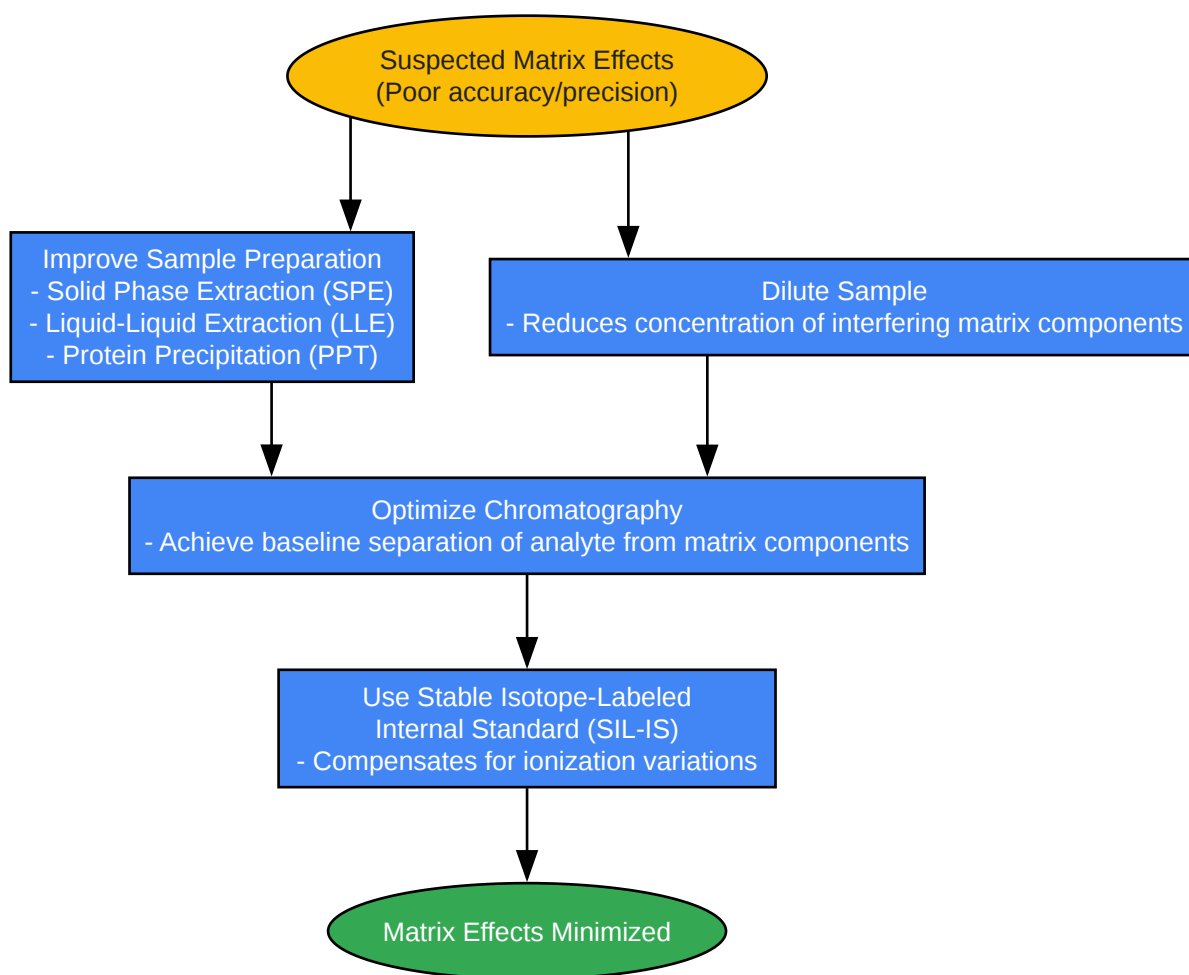 Suspected Matrix Effects
(Poor accuracy/precision)
Improve Sample Preparation
- Solid Phase Extraction (SPE)
- Liquid-Liquid Extraction (LLE)
- Protein Precipitation (PPT)
Dilute Sample
- Reduces concentration of interfering matrix components
Optimize Chromatography
- Achieve baseline separation of analyte from matrix components
Use Stable Isotope-Labeled
Internal Standard (SIL-IS)
- Compensates for ionization variations
Matrix Effects Minimized